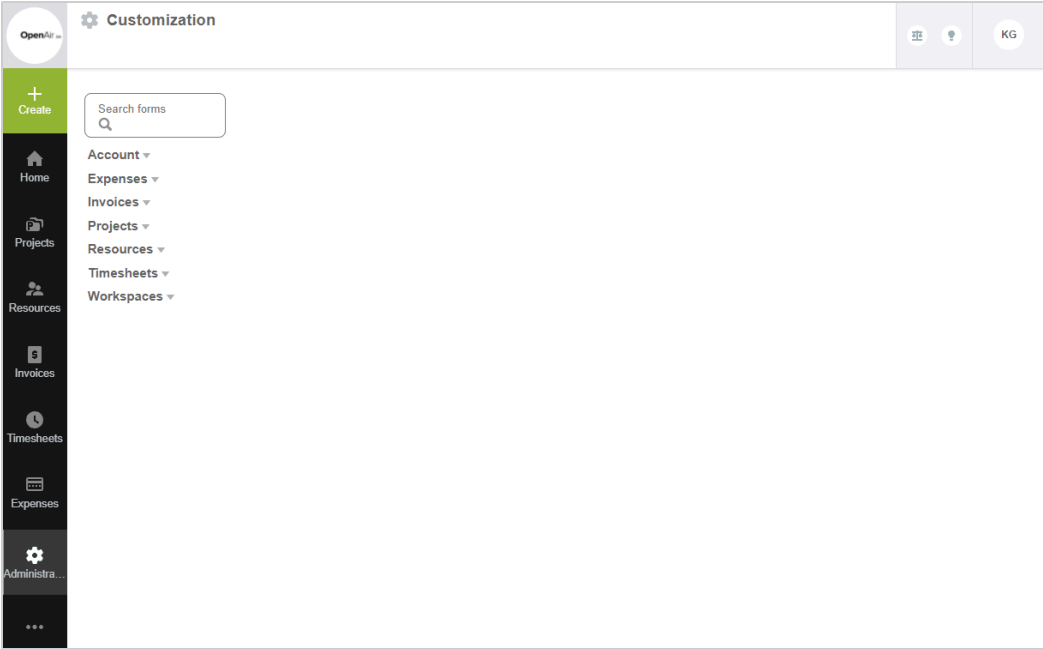 OpenAir
Customization
KG
Create
Home
Projects
Resources
Invoices
Timesheets
Expenses
Administra...
Search forms
Account
Expenses
Invoices
Projects
Resources
Timesheets
Workspaces